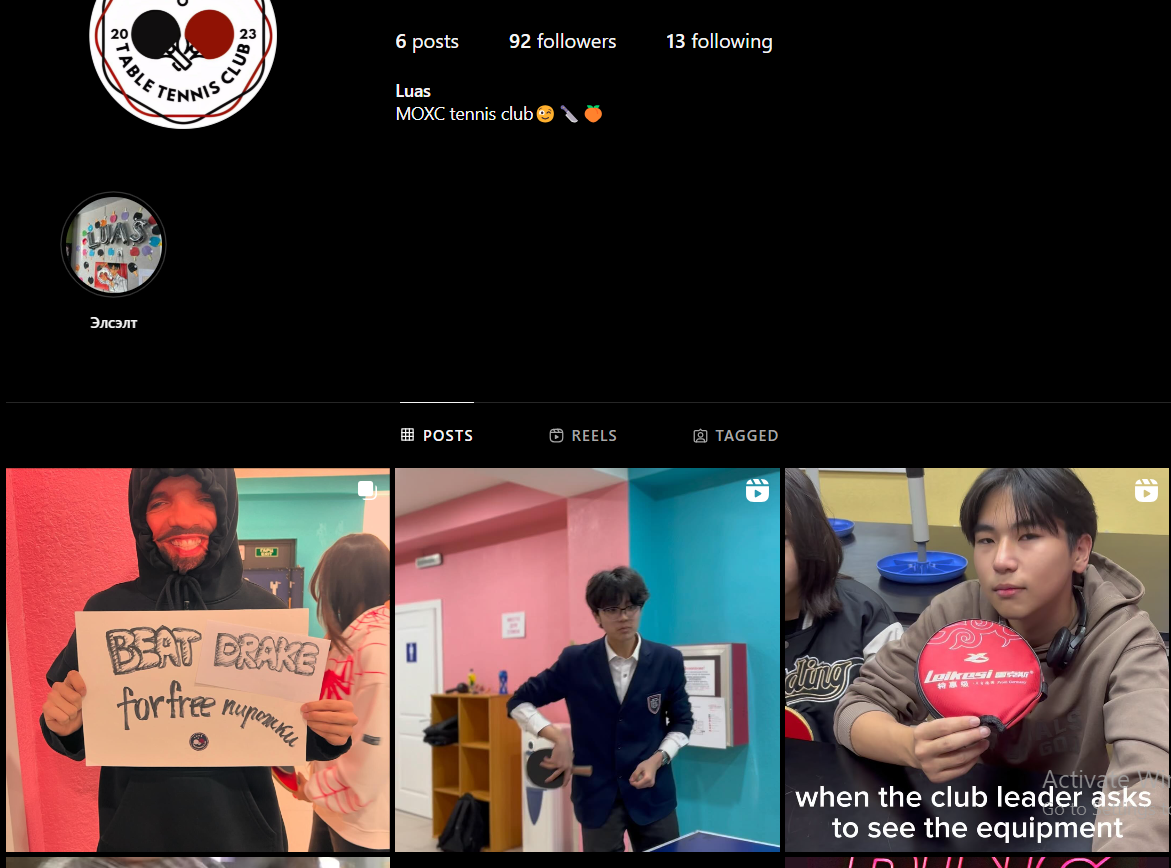 20 23
TABLE TENNIS CLUB
6 posts 92 followers 13 following
Luas
MOXC tennis club😉🔪🍊
LUAS
Элсэлт
POSTS REELS TAGGED
BEAT DRAKE
for free пирожки
ding
Leikesi
when the club leader asks
to see the equipment
Activate Wi
Go to S